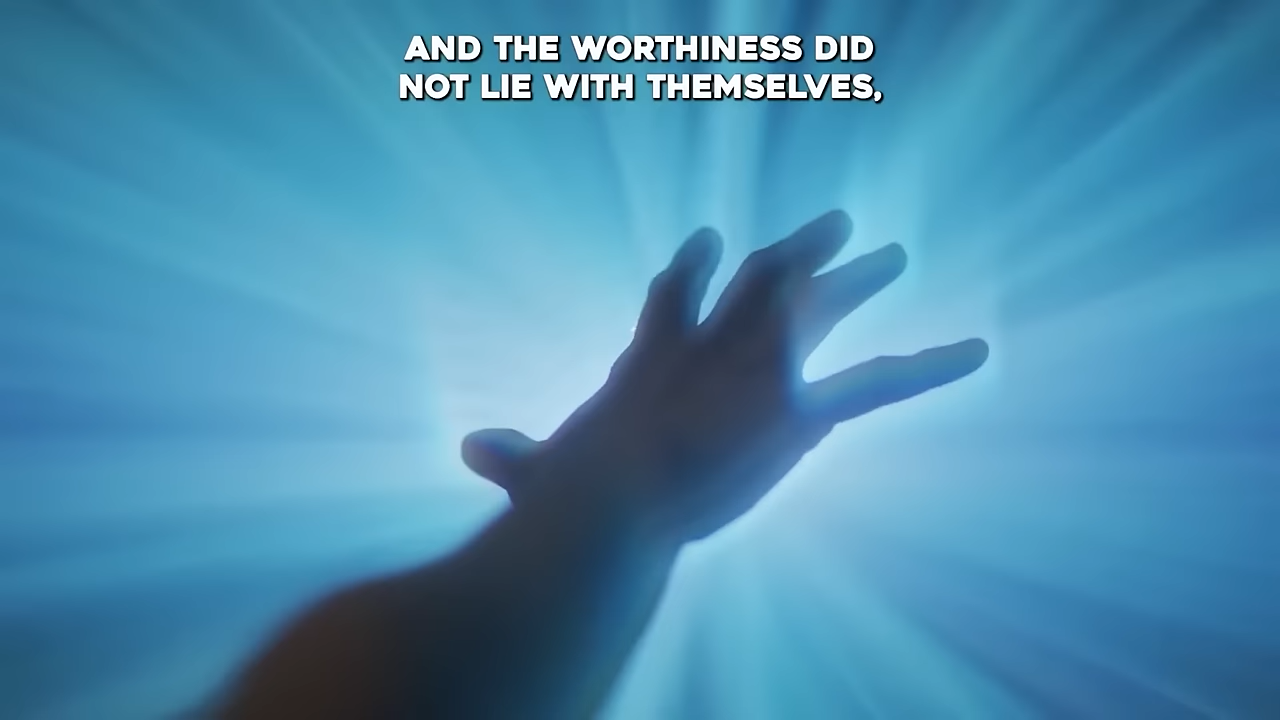 AND THE WORTHINESS DID
NOT LIE WITH THEMSELVES,